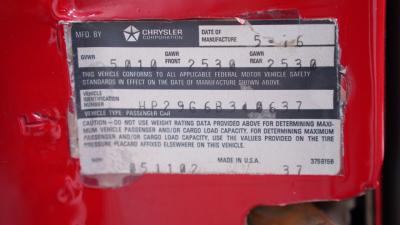 MFD. BY CHRYSLER CORPORATION DATE OF MANUFACTURE 5-
GVWR 5010 GAWR FRONT 2530 GAWR REAR 2530
THIS VEHICLE CONFORMS TO ALL APPLICABLE FEDERAL MOTOR VEHICLE SAFETY
STANDARDS IN EFFECT ON THE DATE OF MANUFACTURE SHOWN ABOVE.
VEHICLE
IDENTIFICATION
NUMBER
VEHICLE TYPE: PASSENGER CAR
CAUTION—DO NOT USE WEIGHT RATING DATA PROVIDED ABOVE FOR DETERMINING MAXI-
MUM VEHICLE PASSENGER AND/OR CARGO LOAD CAPACITY. FOR DETERMINING MAXIMUM
PASSENGER/CARGO LOAD CAPACITY, USE THE VALUES PROVIDED ON THE TIRE
PRESSURE PLACARD AFFIXED ELSEWHERE ON THIS VEHICLE.
MADE IN U.S.A.
37